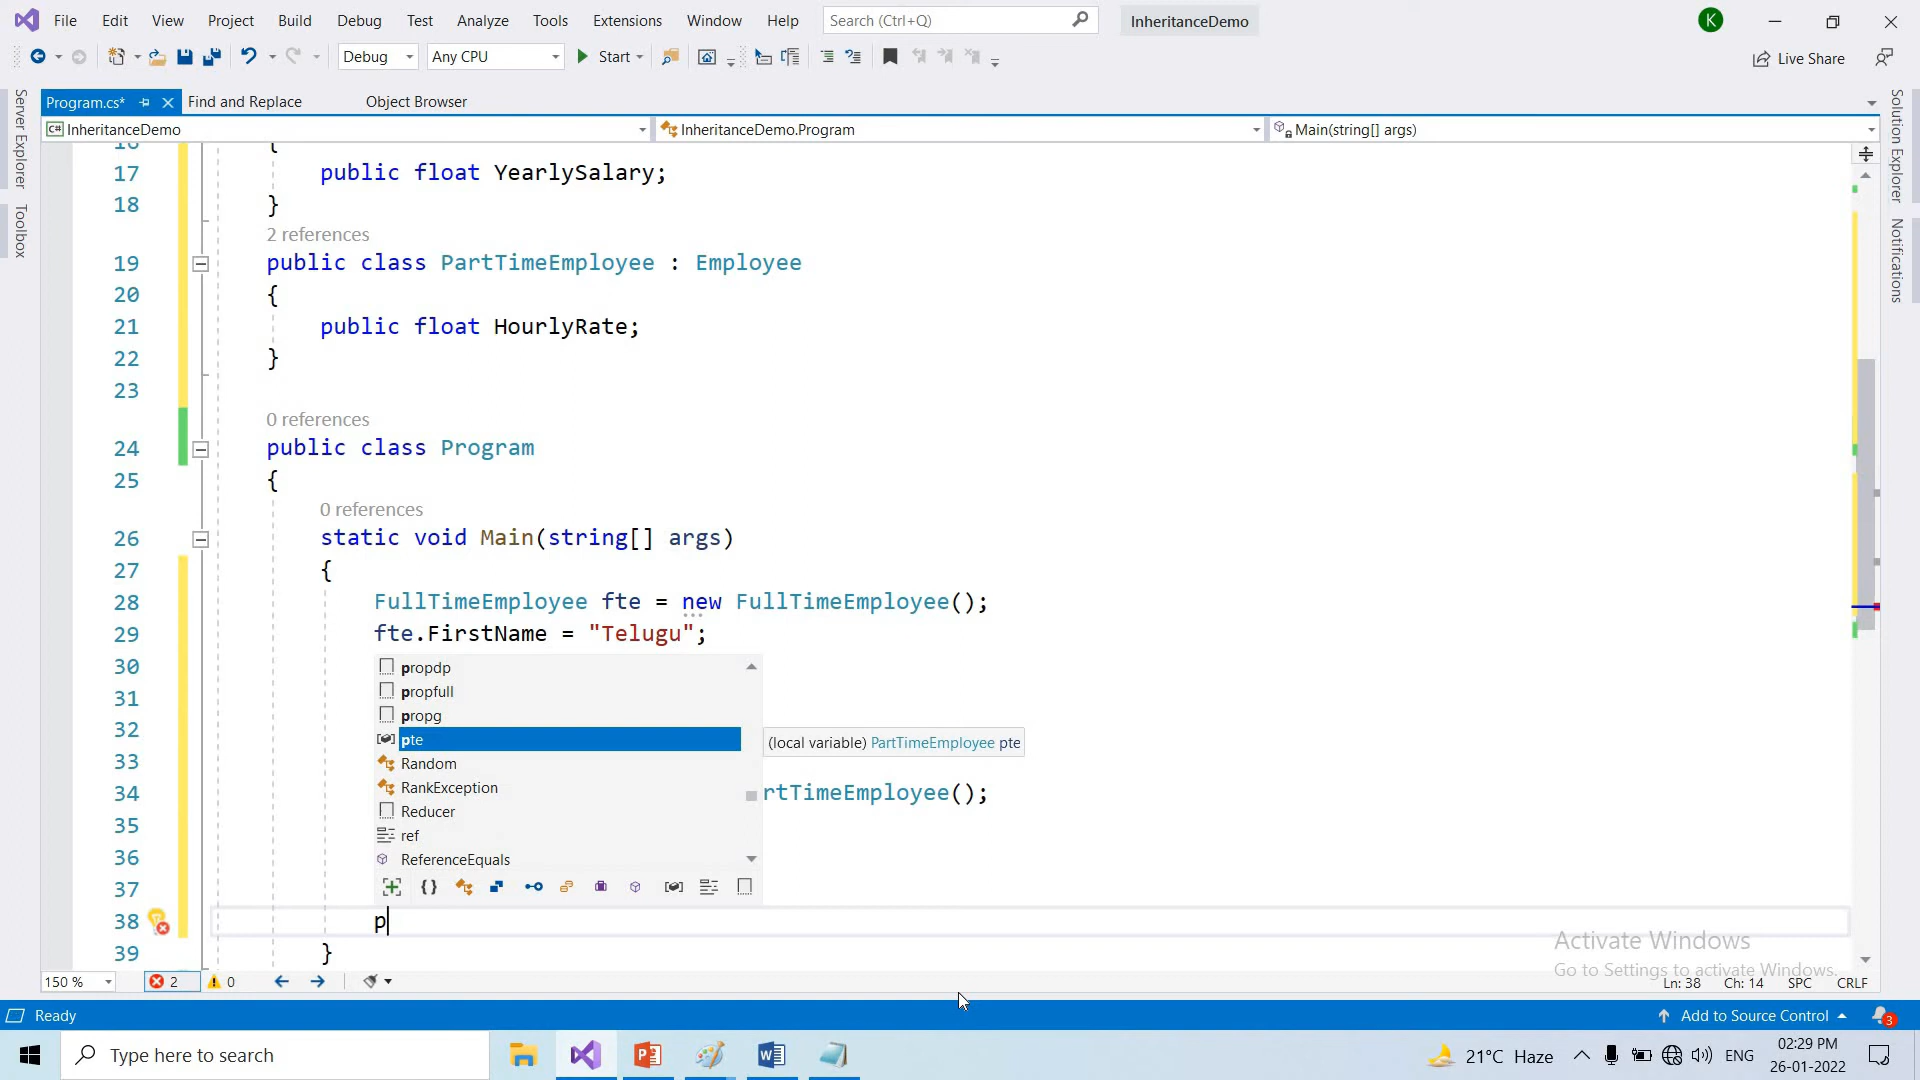 File Edit View Project Build Debug Test Analyze Tools Extensions Window Help Search (Ctrl+Q) InheritanceDemo K
Debug Any CPU Start Live Share
Program.cs* Find and Replace Object Browser
C# InheritanceDemo InheritanceDemo.Program Main(string[] args)
Server Explorer
Toolbox
Solution Explorer
Notifications
16 {
17 public float YearlySalary;
18 }
2 references
19 public class PartTimeEmployee : Employee
20 {
21 public float HourlyRate;
22 }
23
0 references
24 public class Program
25 {
0 references
26 static void Main(string[] args)
27 {
28 FullTimeEmployee fte = new FullTimeEmployee();
29 fte.FirstName = "Telugu";
30 propdp
31 propfull
propg
32 pte (local variable) PartTimeEmployee pte
33 Random
34 RankException rtTimeEmployee();
35 Reducer
ref
36 ReferenceEquals
37
38 p
39 }
150 % 2 0 Ln: 38 Ch: 14 SPC CRLF
Activate Windows
Go to Settings to activate Windows.
Ready Add to Source Control 3
Type here to search 21°C Haze ENG 02:29 PM
26-01-2022